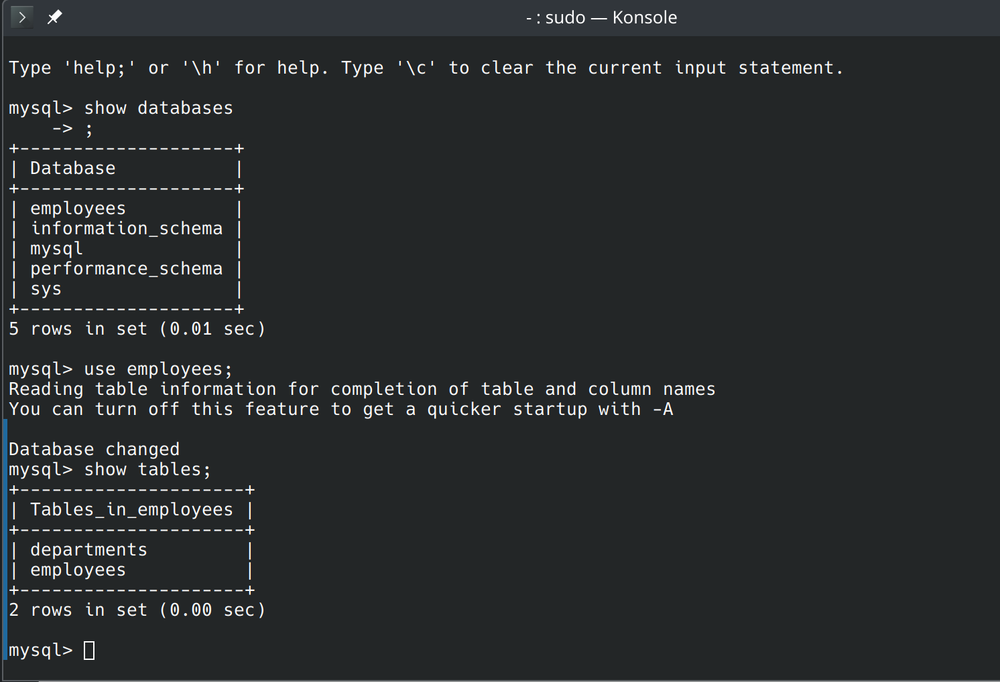 - : sudo — Konsole
Type 'help;' or '\h' for help. Type '\c' to clear the current input statement.
mysql> show databases
    -> ;
+--------------------+
| Database           |
+--------------------+
| employees          |
| information_schema |
| mysql              |
| performance_schema |
| sys                |
+--------------------+
5 rows in set (0.01 sec)
mysql> use employees;
Reading table information for completion of table and column names
You can turn off this feature to get a quicker startup with -A
Database changed
mysql> show tables;
+---------------------+
| Tables_in_employees |
+---------------------+
| departments         |
| employees           |
+---------------------+
2 rows in set (0.00 sec)
mysql>